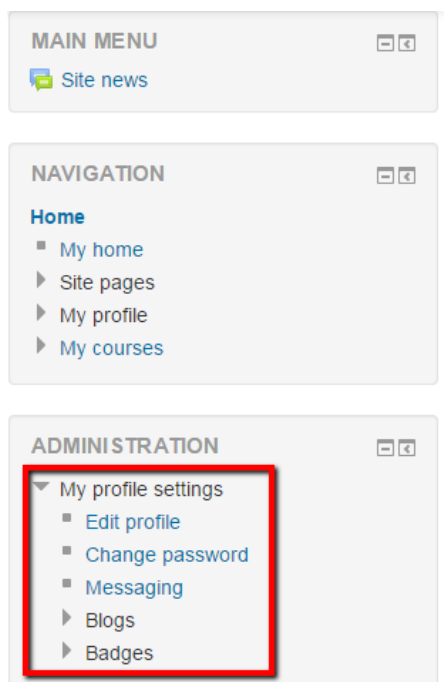 MAIN MENU
Site news
NAVIGATION
Home
My home
Site pages
My profile
My courses
ADMINISTRATION
My profile settings
Edit profile
Change password
Messaging
Blogs
Badges